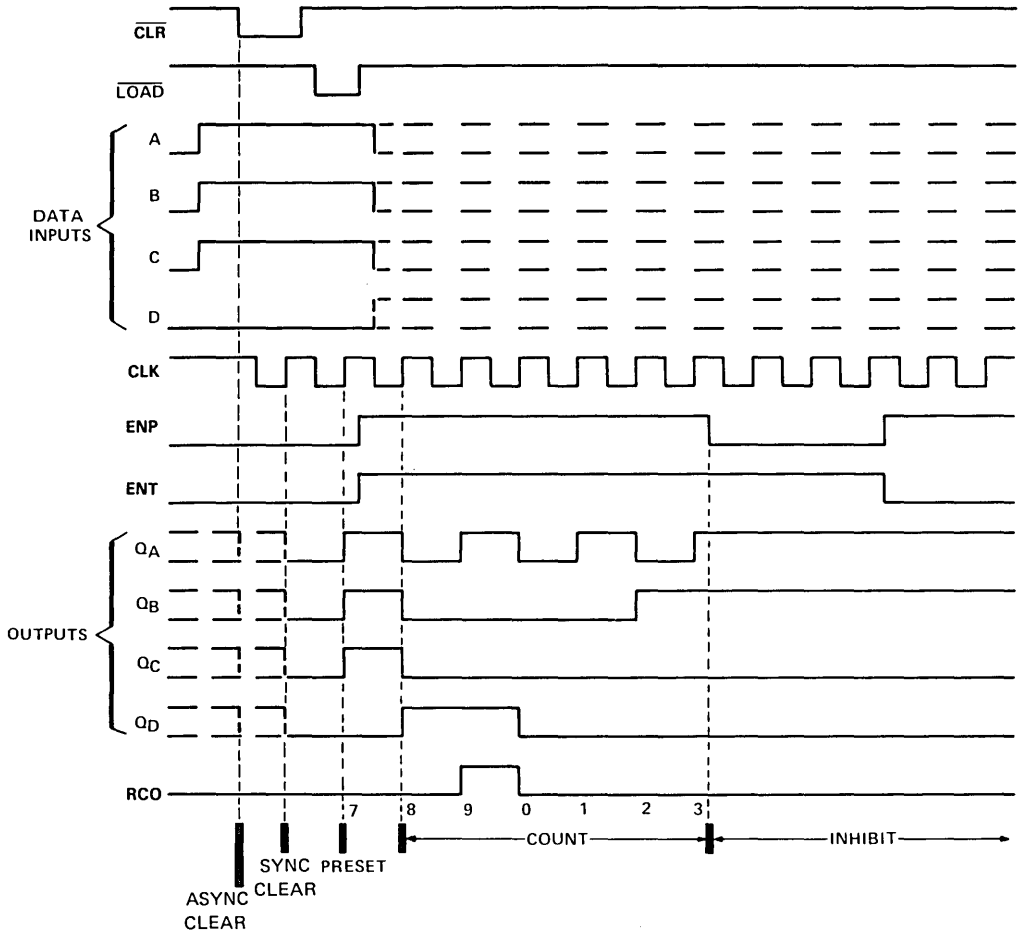 CLR
LOAD
DATA
INPUTS
A
B
C
D
CLK
ENP
ENT
OUTPUTS
QA
QB
QC
QD
RCO
7 8 9 0 1 2 3
COUNT
INHIBIT
SYNC
CLEAR
PRESET
ASYNC
CLEAR